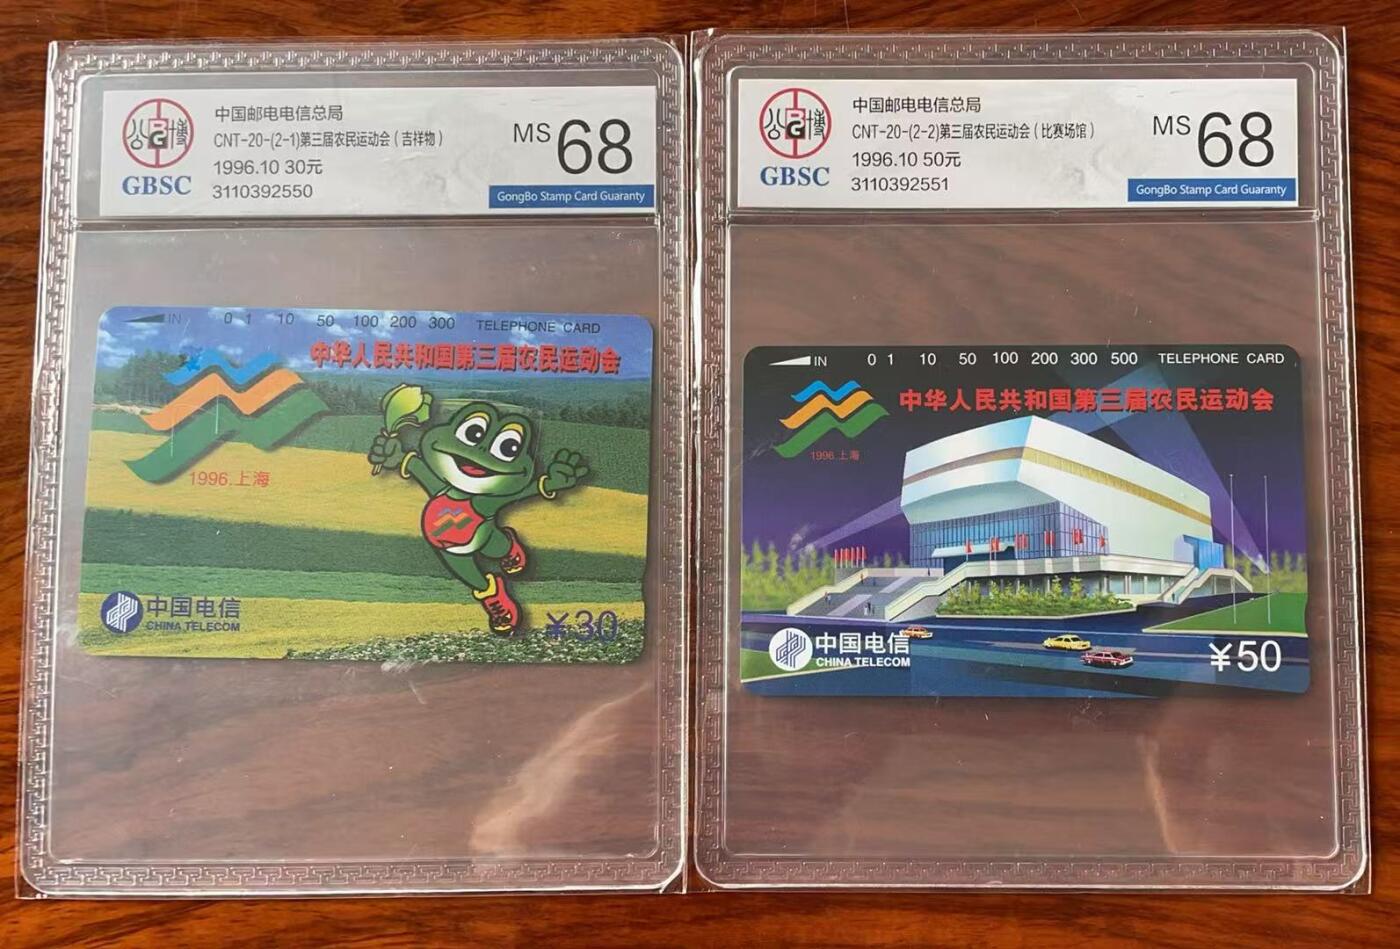 中国邮电电信总局
CNT-20-(2-1)第三届农民运动会(吉祥物)
1996.10 30元
3110392550
GBSC
MS 68
GongBo Stamp Card Guaranty
公博
BG
IN 0 1 10 50 100 200 300 TELEPHONE CARD
中华人民共和国第三届农民运动会
1996.上海
中国电信
CHINA TELECOM
¥30
中国邮电电信总局
CNT-20-(2-2)第三届农民运动会(比赛场馆)
1996.10 50元
3110392551
GBSC
MS 68
GongBo Stamp Card Guaranty
公博
BG
IN 0 1 10 50 100 200 300 500 TELEPHONE CARD
中华人民共和国第三届农民运动会
1996.上海
中国电信
CHINA TELECOM
¥50